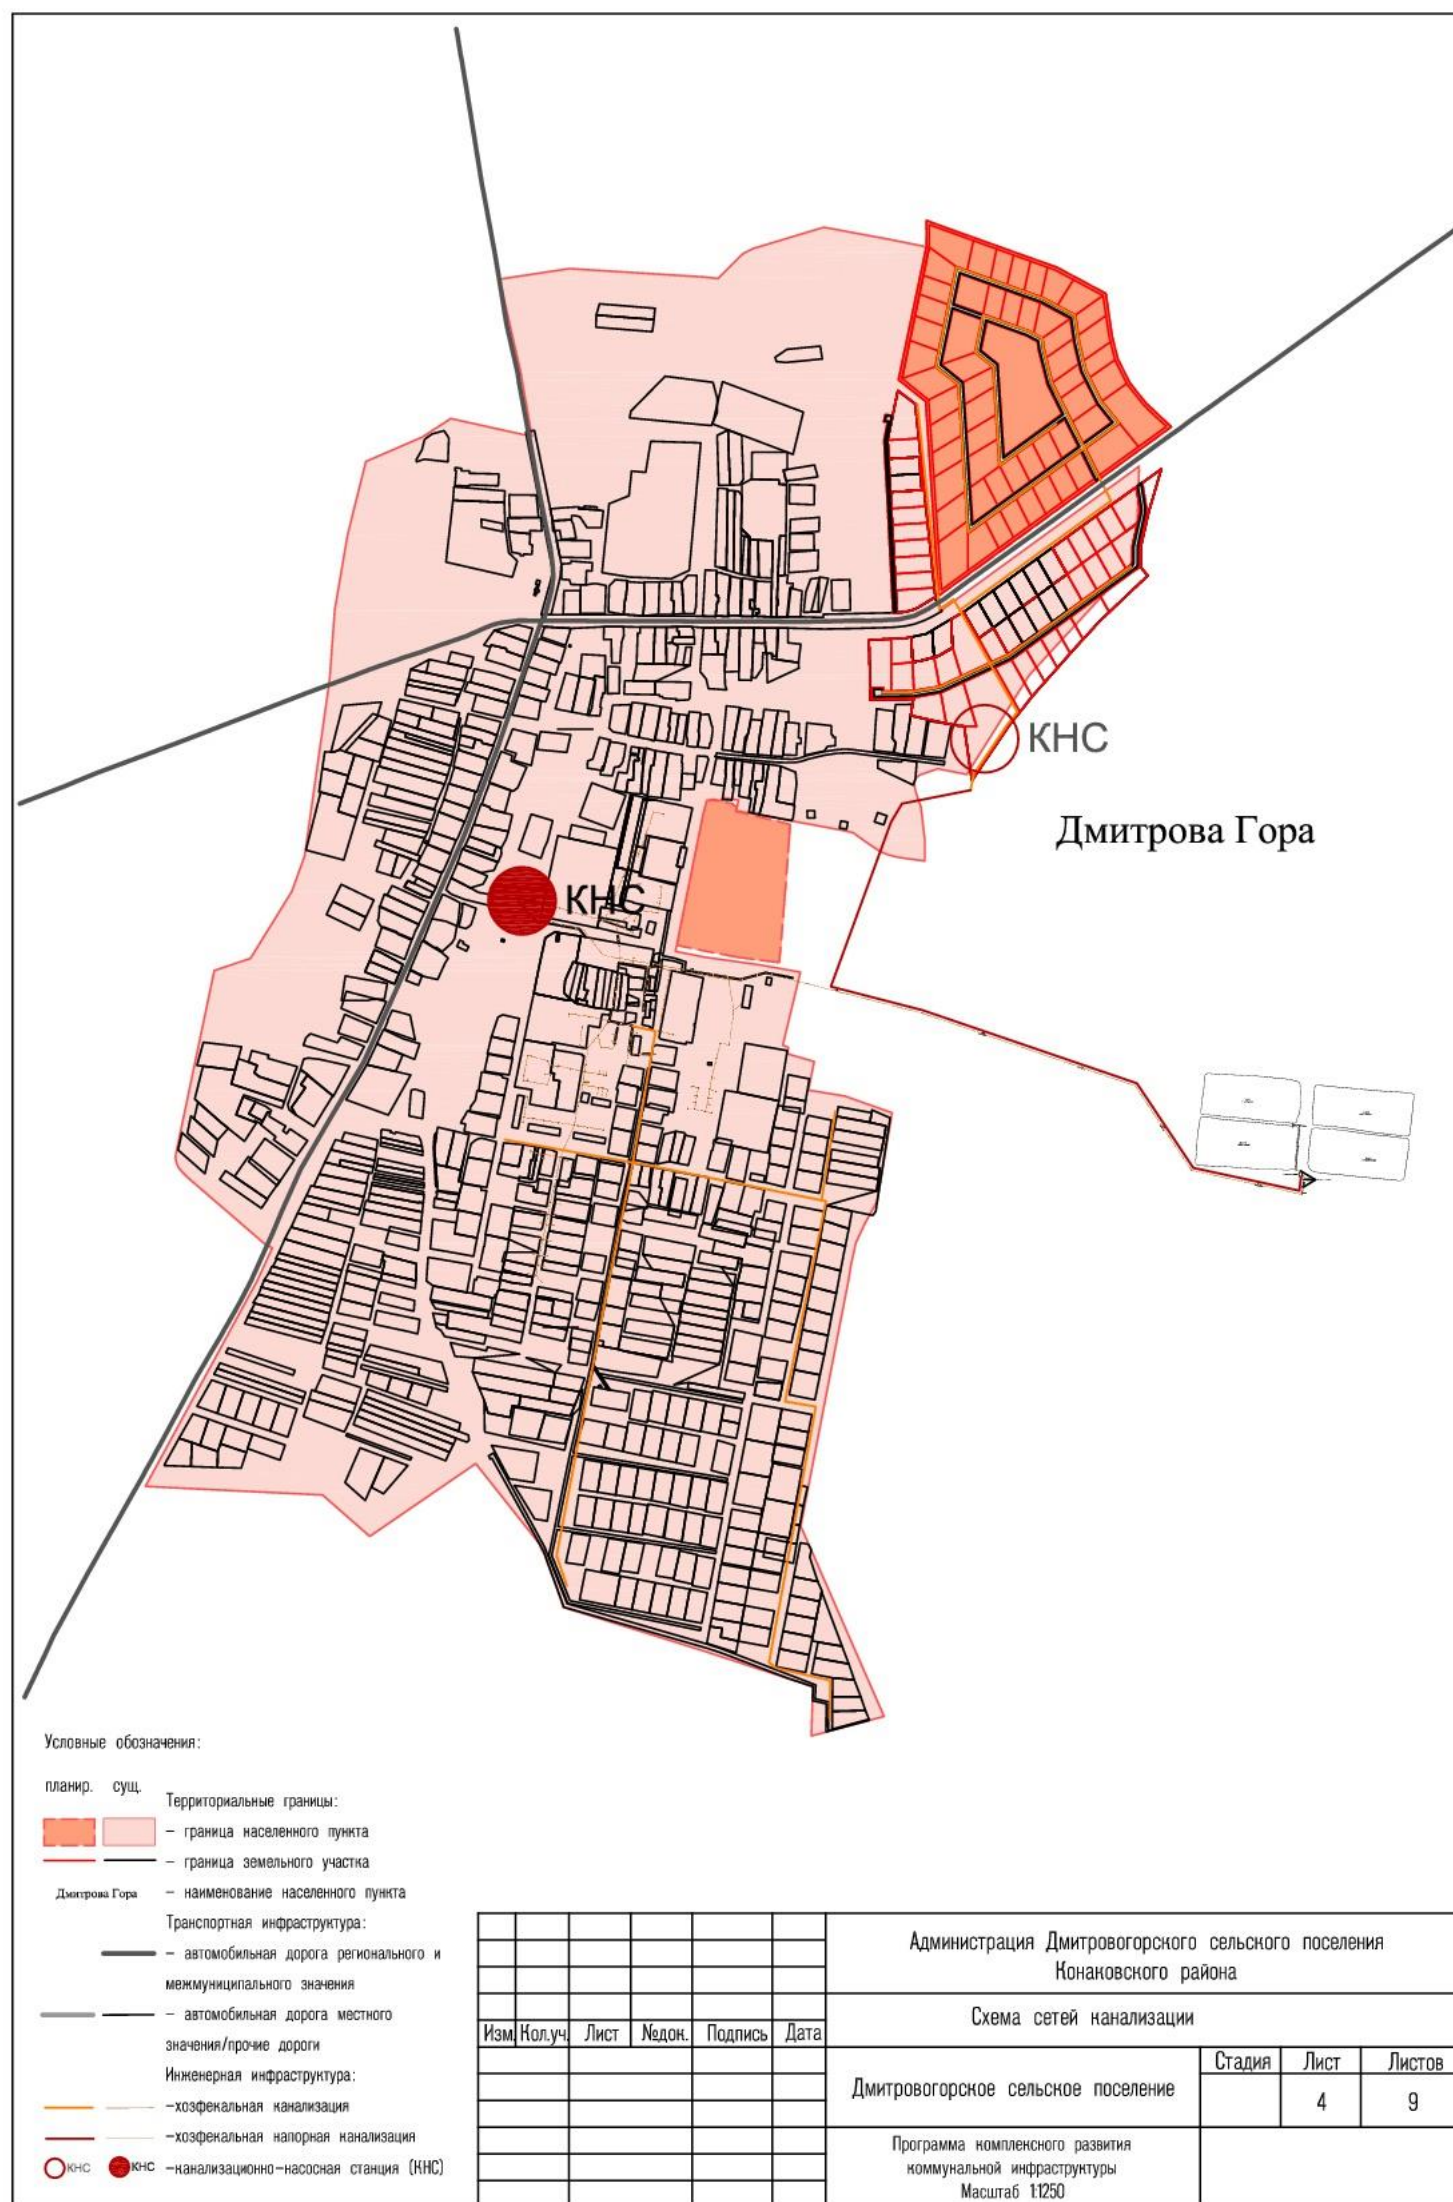 КНС
Дмитрова Гора
КНС
Условные обозначения:
планир. сущ.
Территориальные границы:
– граница населенного пункта
– граница земельного участка
Дмитрова Гора – наименование населенного пункта
Транспортная инфраструктура:
– автомобильная дорога регионального и
межмуниципального значения
– автомобильная дорога местного
значения/прочие дороги
Инженерная инфраструктура:
–хозфекальная канализация
–хозфекальная напорная канализация
КНС КНС –канализационно–насосная станция (КНС)
Администрация Дмитровогорского сельского поселения
Конаковского района
Схема сетей канализации
Изм. Кол.уч. Лист №док. Подпись Дата
Дмитровогорское сельское поселение
Стадия Лист Листов
4 9
Программа комплексного развития
коммунальной инфраструктуры
Масштаб 1:1250